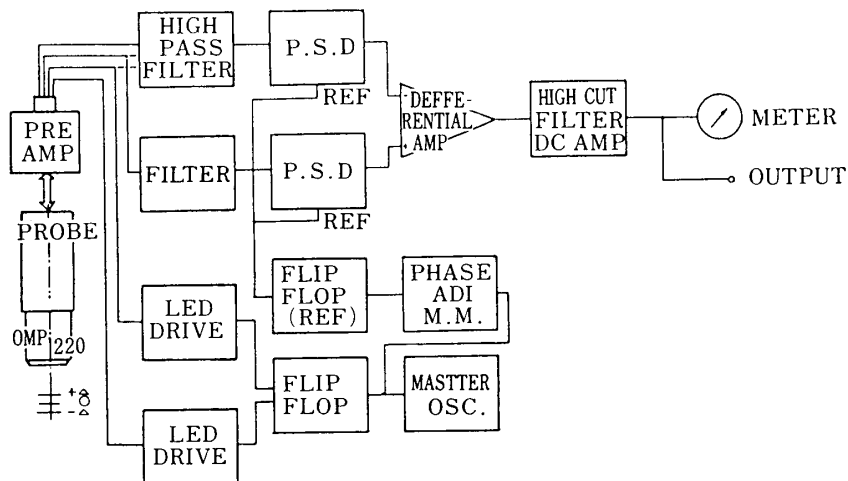 HIGH
PASS
FILTER
P.S.D
REF
DEFFE-
RENTIAL
AMP
HIGH CUT
FILTER
DC AMP
METER
OUTPUT
PRE
AMP
FILTER
P.S.D
REF
PROBE
OMP 220
+△
○
-△
LED
DRIVE
FLIP
FLOP
(REF)
PHASE
ADI
M.M.
LED
DRIVE
FLIP
FLOP
MASTTER
OSC.